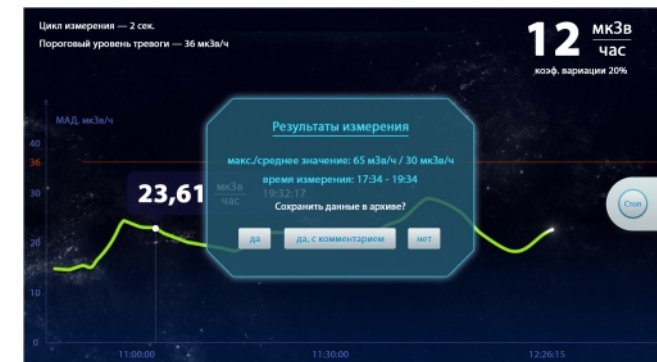 Цикл измерения — 2 сек.
Пороговый уровень тревоги — 36 мкЗв/ч
12 мкЗв
час
коэф. вариации 20%
МАД, мкЗв/ч
40
36
30
20
10
0
23,61 мкЗв
час
19:32:17
Результаты измерения
макс./среднее значение: 65 мЗв/ч / 30 мкЗв/ч
время измерения: 17:34 - 19:34
Сохранить данные в архиве?
да
да, с комментарием
нет
Стоп
11:00:00
11:30:00
12:26:15